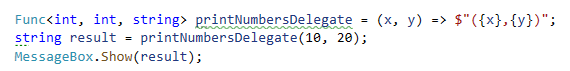 Func<int, int, string> printNumbersDelegate = (x, y) => $"({x},{y})";
string result = printNumbersDelegate(10, 20);
MessageBox.Show(result);